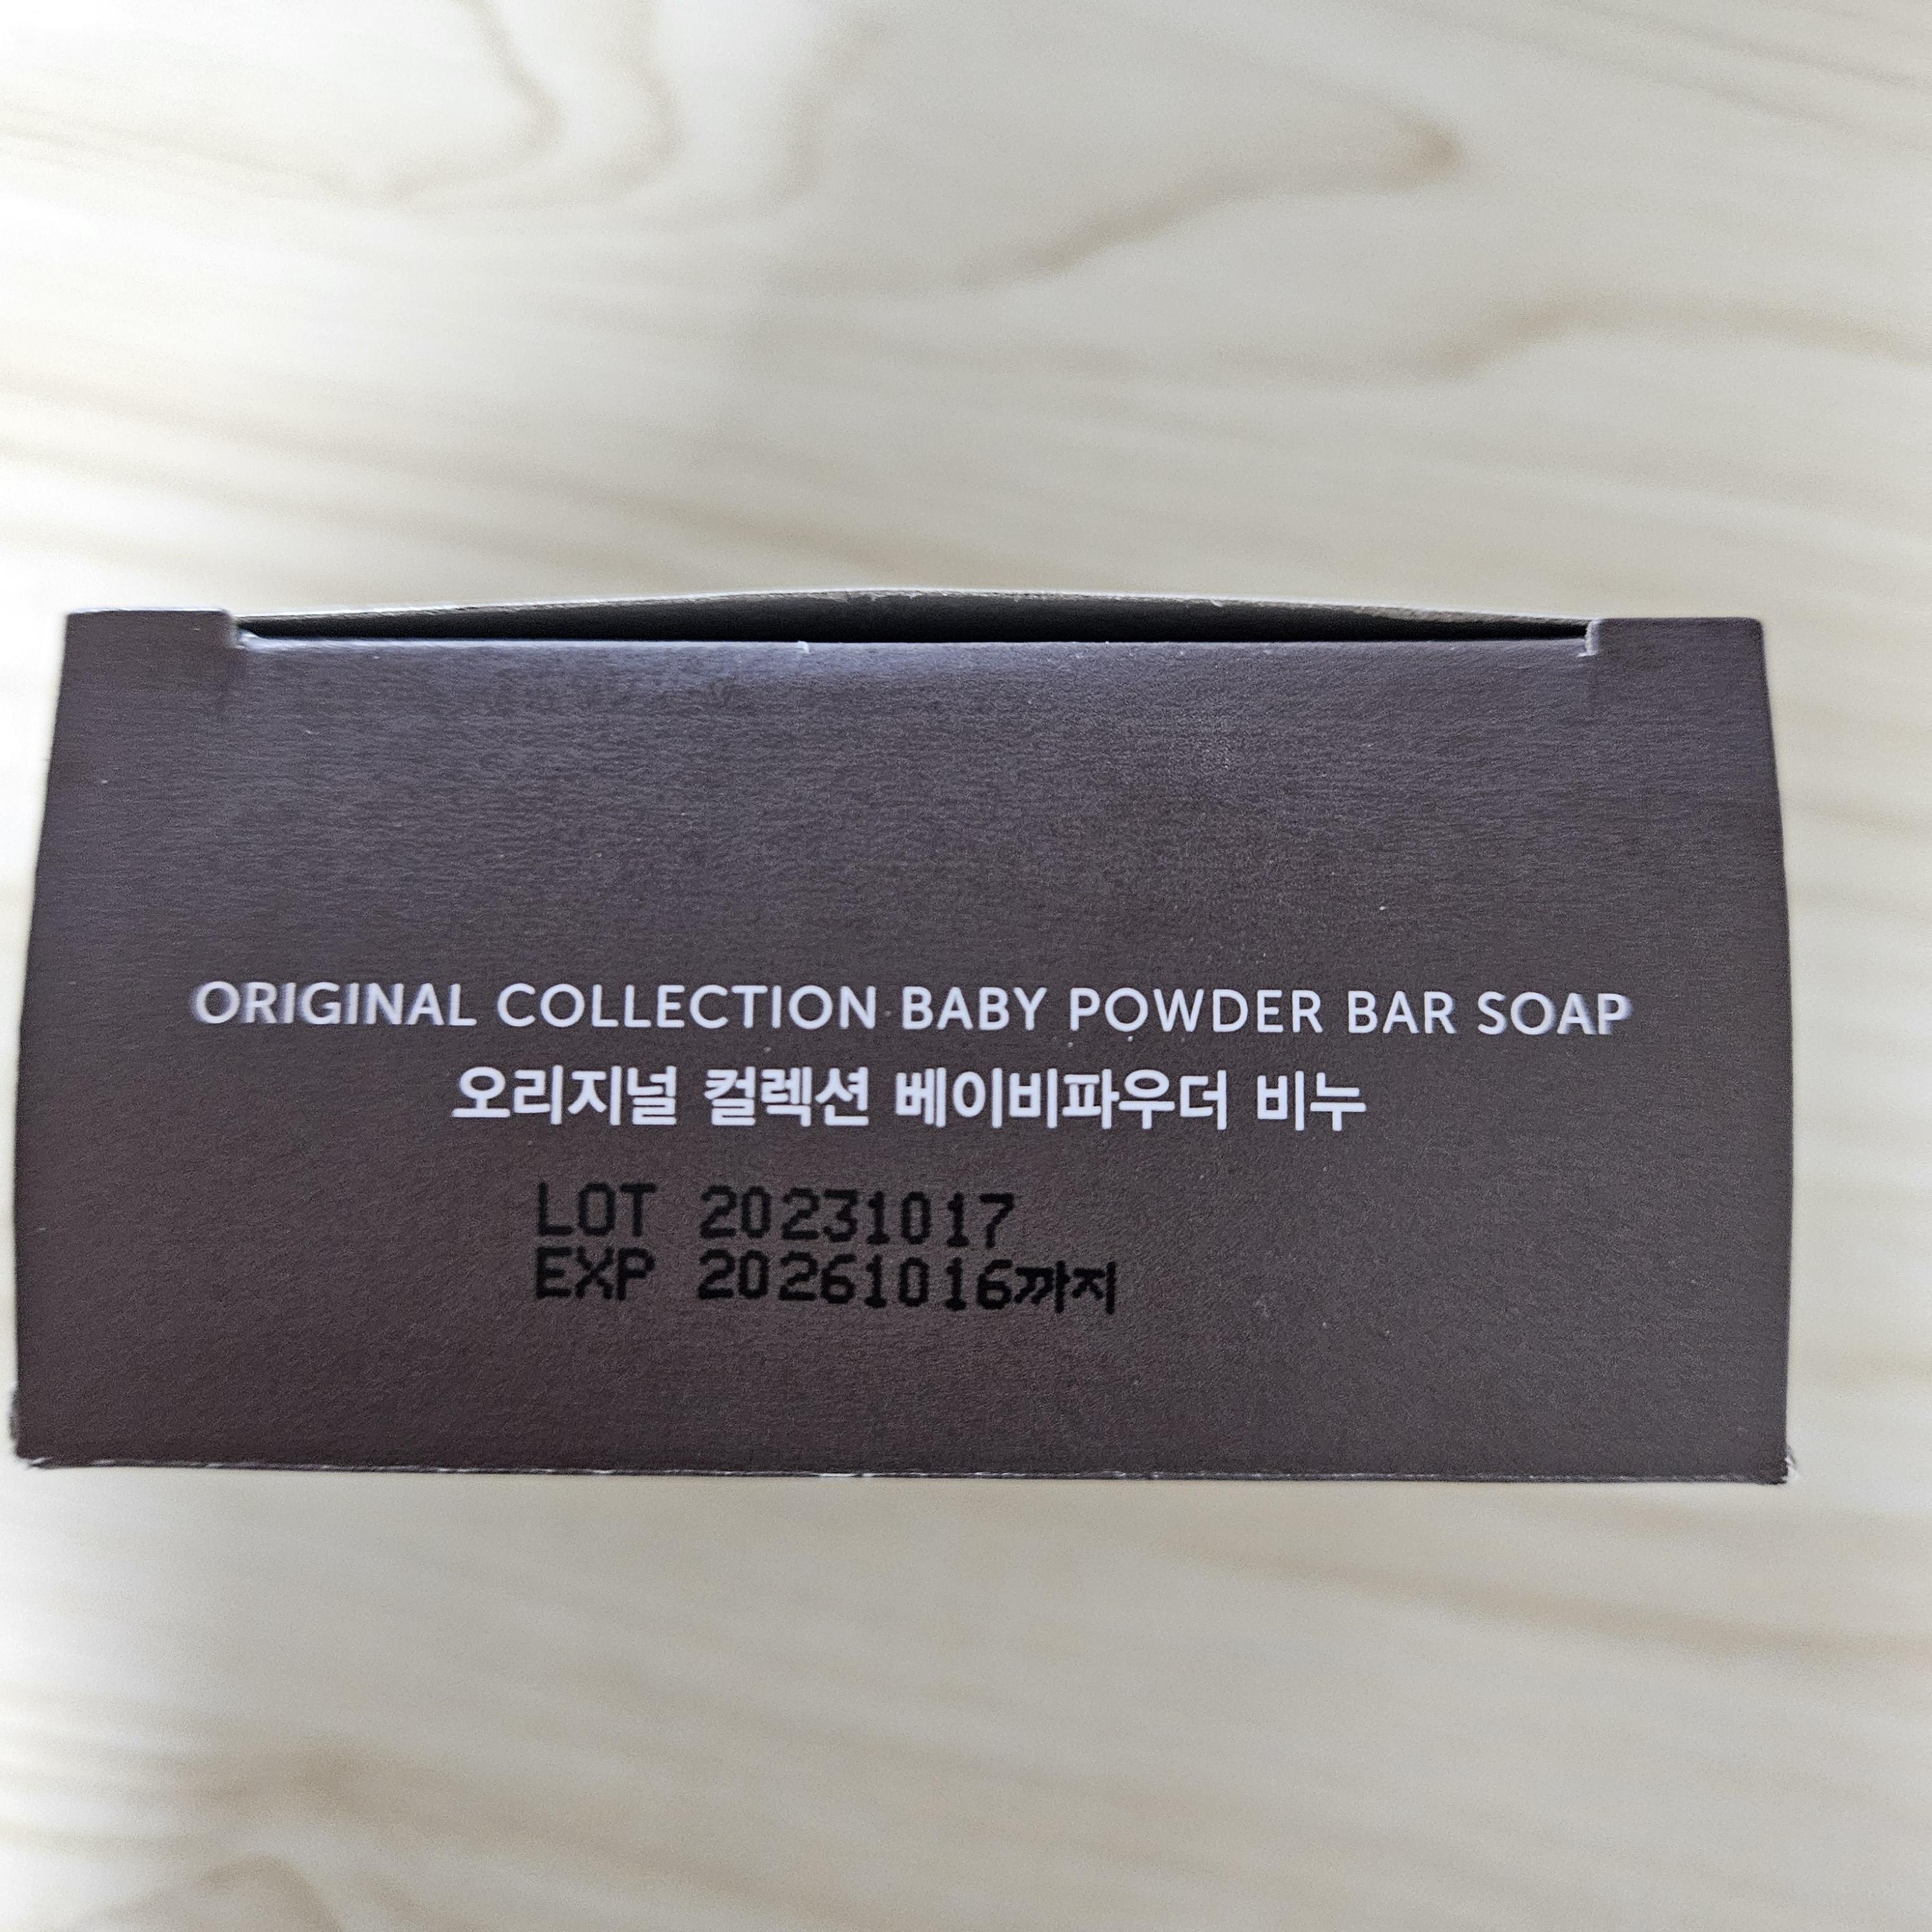 ORIGINAL COLLECTION BABY POWDER BAR SOAP
오리지널 컬렉션 베이비파우더 비누
LOT 20231017
EXP 20261016까지